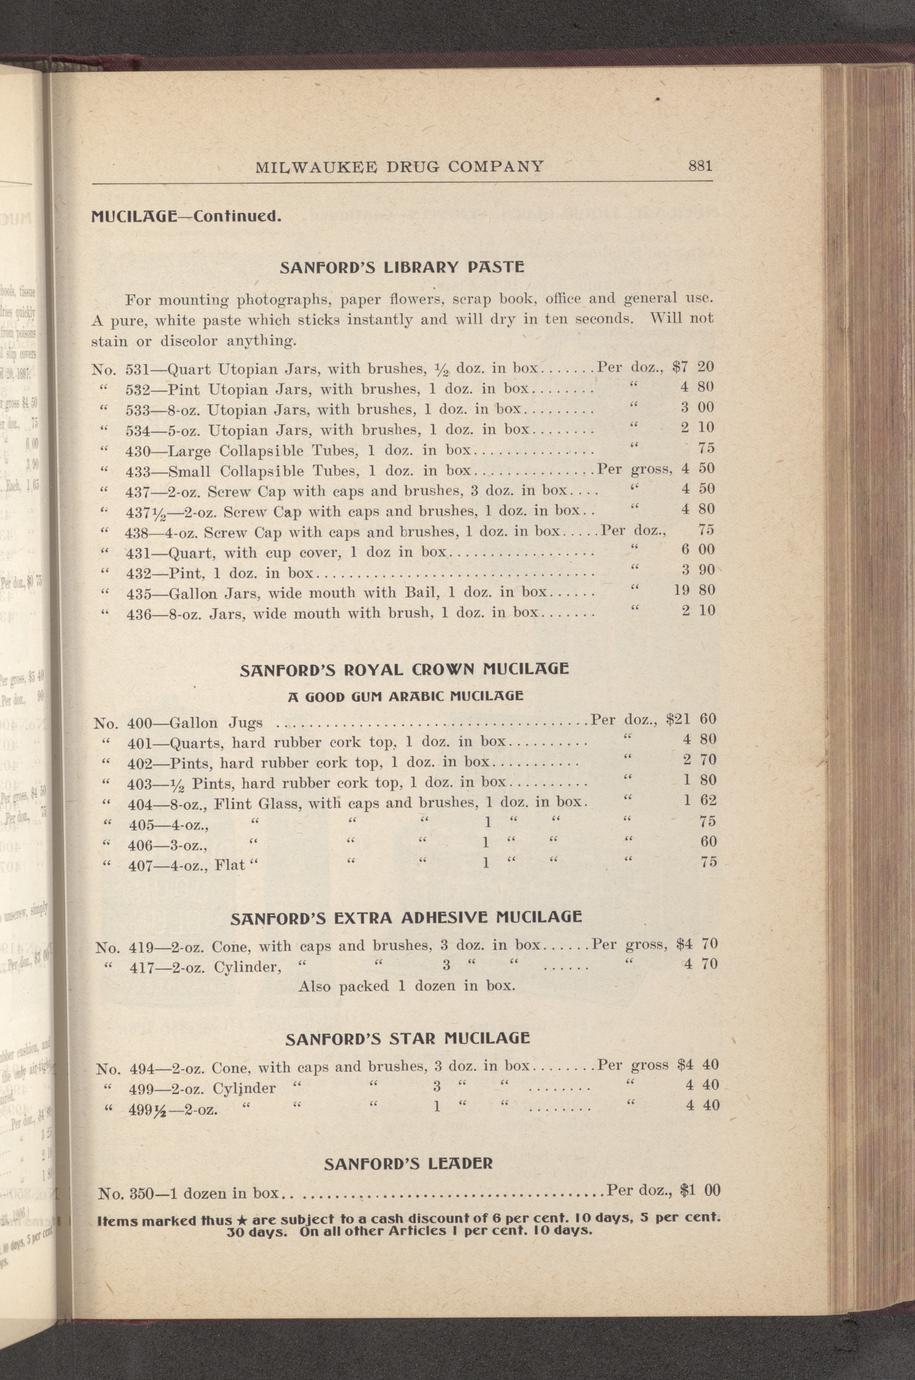 MILWAUKEE DRUG COMPANY 881
MUCILAGE—Continued.
SANFORD'S LIBRARY PASTE
For mounting photographs, paper flowers, scrap book, office and general use.
A pure, white paste which sticks instantly and will dry in ten seconds. Will not
stain or discolor anything.
No. 531—Quart Utopian Jars, with brushes, ½ doz. in box.......Per doz., $7 20
“ 532—Pint Utopian Jars, with brushes, 1 doz. in box........ “ 4 80
“ 533—8-oz. Utopian Jars, with brushes, 1 doz. in box......... “ 3 00
“ 534—5-oz. Utopian Jars, with brushes, 1 doz. in box........ “ 2 10
“ 430—Large Collapsible Tubes, 1 doz. in box............... “ 75
“ 433—Small Collapsible Tubes, 1 doz. in box...............Per gross, 4 50
“ 437—2-oz. Screw Cap with caps and brushes, 3 doz. in box.... “ 4 50
“ 437½—2-oz. Screw Cap with caps and brushes, 1 doz. in box.. “ 4 80
“ 438—4-oz. Screw Cap with caps and brushes, 1 doz. in box.....Per doz., 75
“ 431—Quart, with cup cover, 1 doz in box.................. “ 6 00
“ 432—Pint, 1 doz. in box.................................. “ 3 90
“ 435—Gallon Jars, wide mouth with Bail, 1 doz. in box...... “ 19 80
“ 436—8-oz. Jars, wide mouth with brush, 1 doz. in box....... “ 2 10
SANFORD'S ROYAL CROWN MUCILAGE
A GOOD GUM ARABIC MUCILAGE
No. 400—Gallon Jugs ......................................Per doz., $21 60
“ 401—Quarts, hard rubber cork top, 1 doz. in box.......... “ 4 80
“ 402—Pints, hard rubber cork top, 1 doz. in box........... “ 2 70
“ 403—½ Pints, hard rubber cork top, 1 doz. in box.......... “ 1 80
“ 404—8-oz., Flint Glass, with caps and brushes, 1 doz. in box. “ 1 62
“ 405—4-oz., “ “ “ 1 “ “ “ 75
“ 406—3-oz., “ “ “ 1 “ “ “ 60
“ 407—4-oz., Flat “ “ “ 1 “ “ “ 75
SANFORD'S EXTRA ADHESIVE MUCILAGE
No. 419—2-oz. Cone, with caps and brushes, 3 doz. in box......Per gross, $4 70
“ 417—2-oz. Cylinder, “ “ 3 “ “ ...... “ 4 70
Also packed 1 dozen in box.
SANFORD'S STAR MUCILAGE
No. 494—2-oz. Cone, with caps and brushes, 3 doz. in box........Per gross $4 40
“ 499—2-oz. Cylinder “ “ 3 “ “ ........ “ 4 40
“ 499½—2-oz. “ “ “ 1 “ “ ........ “ 4 40
SANFORD'S LEADER
No. 350—1 dozen in box.. ....................................Per doz., $1 00
Items marked thus ★ are subject to a cash discount of 6 per cent. 10 days, 5 per cent.
30 days. On all other Articles 1 per cent. 10 days.